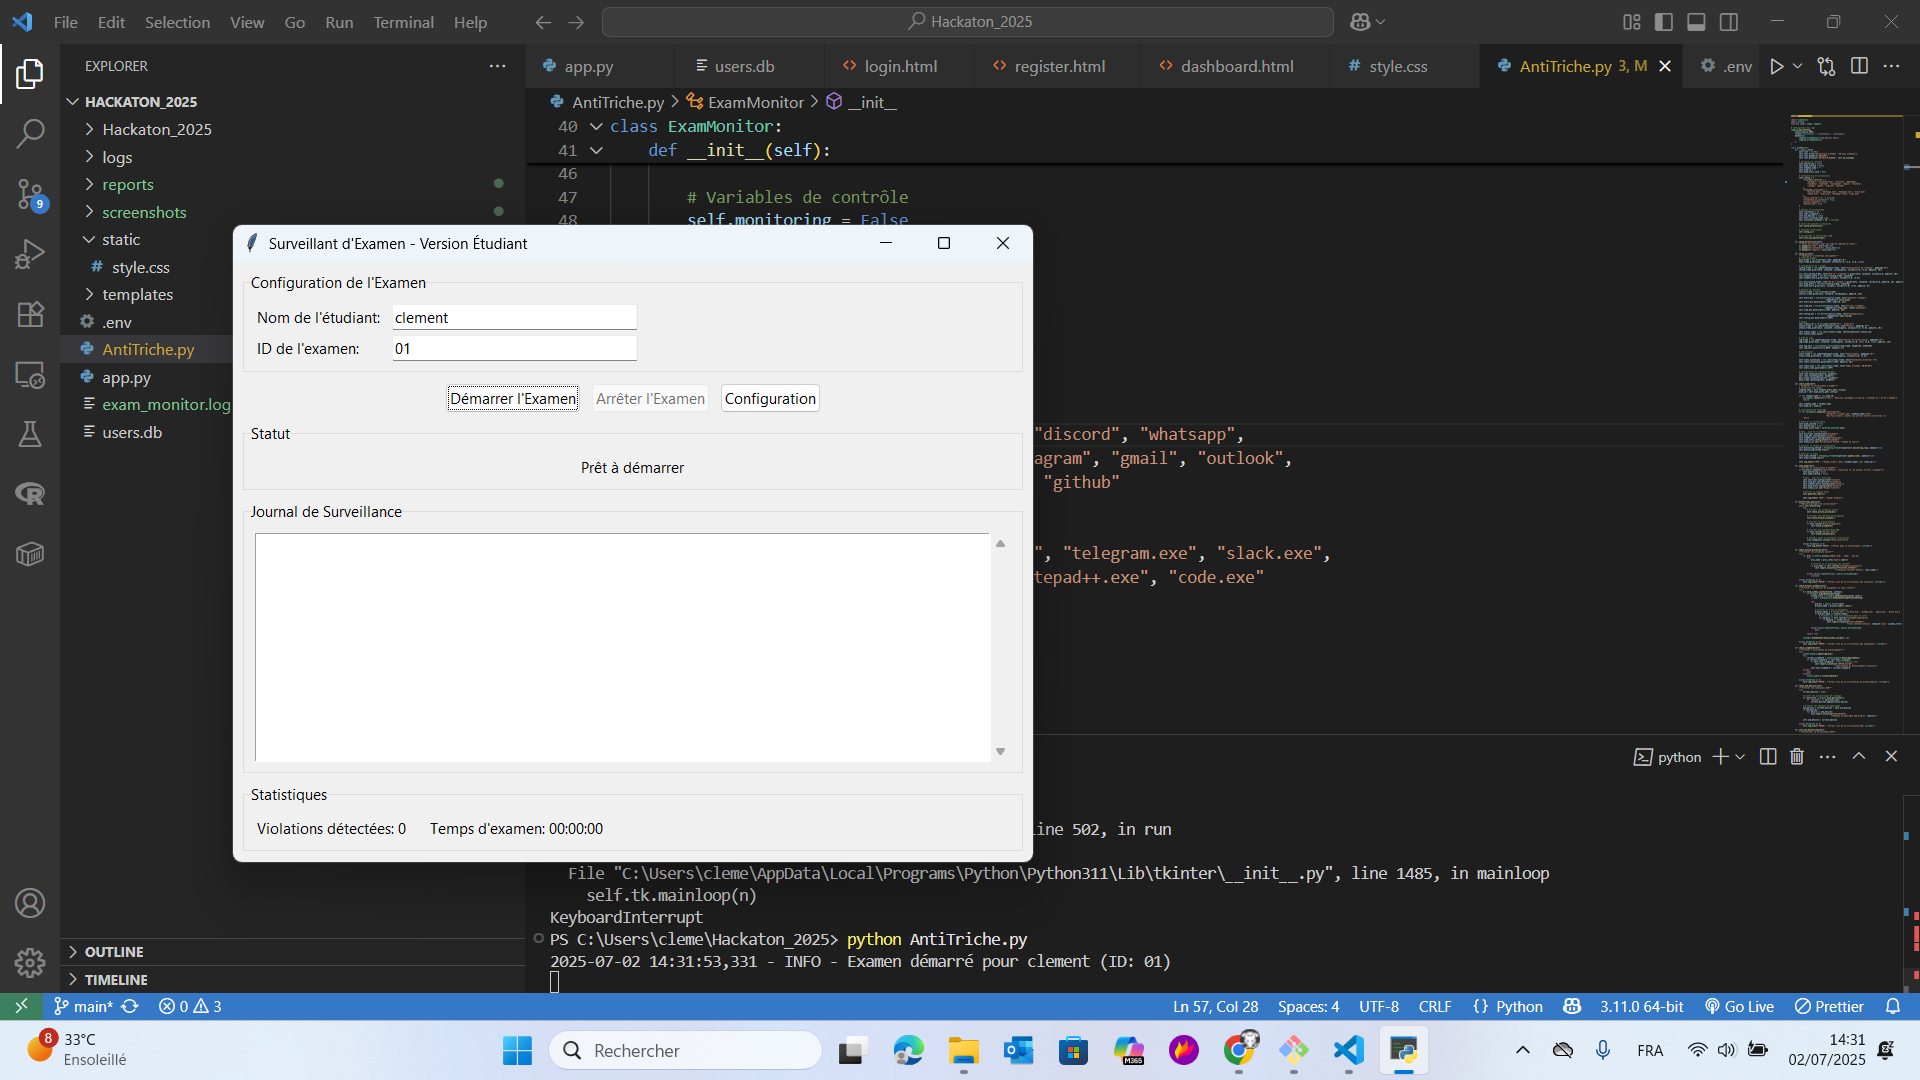 File Edit Selection View Go Run Terminal Help
Hackaton_2025
EXPLORER
app.py
users.db
login.html
register.html
dashboard.html
style.css
AntiTriche.py 3, M
.env
HACKATON_2025
Hackaton_2025
logs
reports
screenshots
static
style.css
templates
.env
AntiTriche.py
app.py
exam_monitor.log
users.db
OUTLINE
TIMELINE
9
AntiTriche.py > ExamMonitor > __init__
40 class ExamMonitor:
41 def __init__(self):
46
47 # Variables de contrôle
48 self.monitoring = False
"discord", "whatsapp",
agram", "gmail", "outlook",
"github"
", "telegram.exe", "slack.exe",
tepad++.exe", "code.exe"
Surveillant d'Examen - Version Étudiant
Configuration de l'Examen
Nom de l'étudiant: clement
ID de l'examen: 01
Démarrer l'Examen Arrêter l'Examen Configuration
Statut
Prêt à démarrer
Journal de Surveillance
Statistiques
Violations détectées: 0 Temps d'examen: 00:00:00
python
line 502, in run
File "C:\Users\cleme\AppData\Local\Programs\Python\Python311\Lib\tkinter\__init__.py", line 1485, in mainloop
self.tk.mainloop(n)
KeyboardInterrupt
PS C:\Users\cleme\Hackaton_2025> python AntiTriche.py
2025-07-02 14:31:53,331 - INFO - Examen démarré pour clement (ID: 01)
main* 0 3 Ln 57, Col 28 Spaces: 4 UTF-8 CRLF {} Python 3.11.0 64-bit Go Live Prettier
8
33°C
Ensoleillé
Rechercher
M365
FRA
14:31
02/07/2025